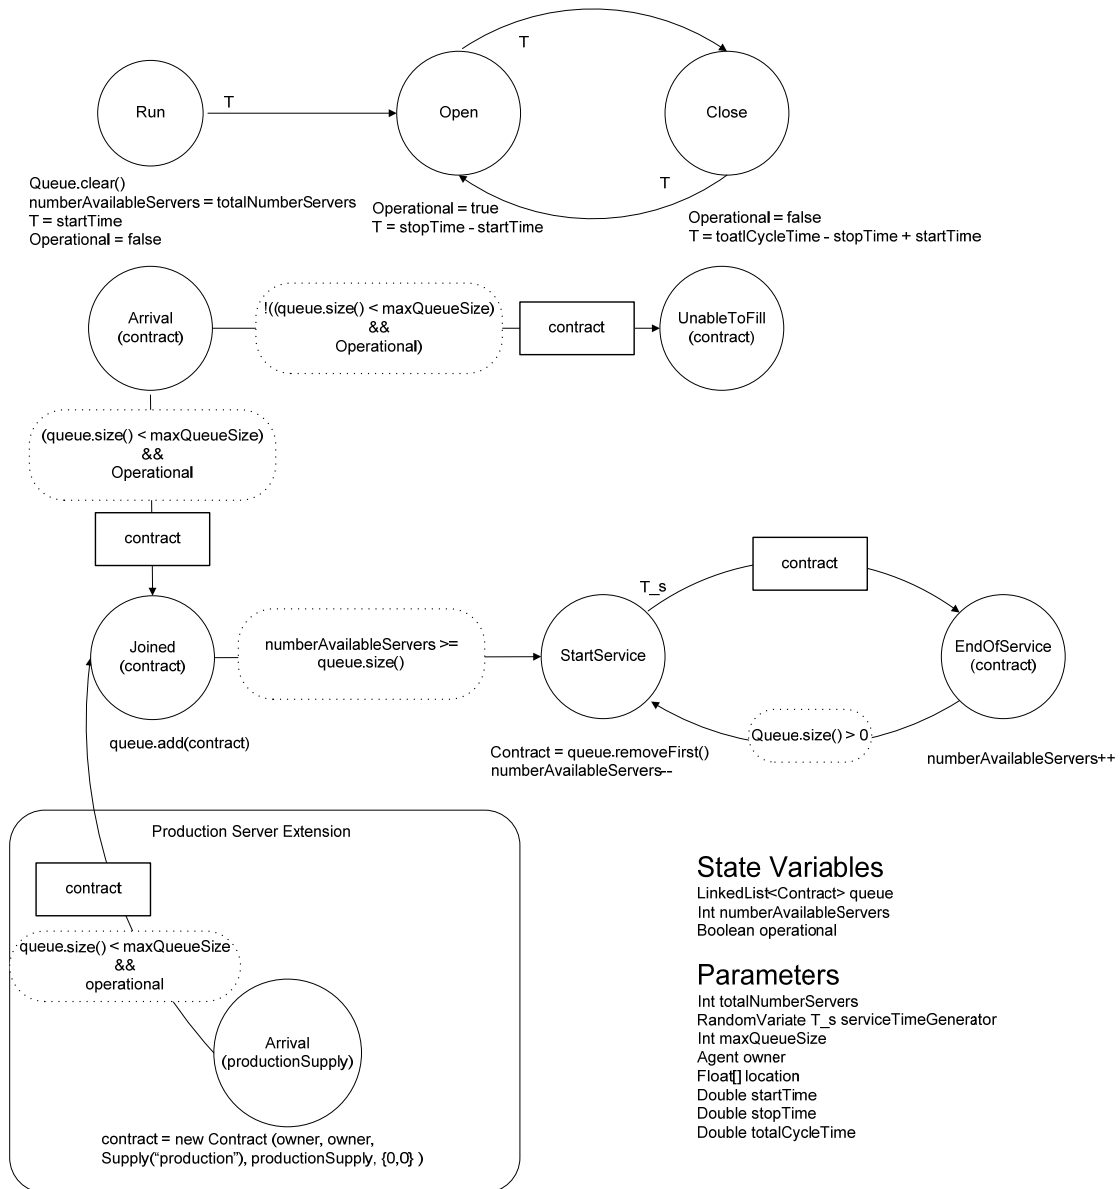 T
T
Run
Open
Close
T
Queue.clear()
numberAvailableServers = totalNumberServers
T = startTime
Operational = false
Operational = true
T = stopTime - startTime
Operational = false
T = toatlCycleTime - stopTime + startTime
Arrival
(contract)
!((queue.size() < maxQueueSize)
&&
Operational)
contract
UnableToFill
(contract)
(queue.size() < maxQueueSize)
&&
Operational
contract
contract
T_s
Joined
(contract)
numberAvailableServers >=
queue.size()
StartService
EndOfService
(contract)
queue.add(contract)
Queue.size() > 0
Contract = queue.removeFirst()
numberAvailableServers--
numberAvailableServers++
Production Server Extension
contract
queue.size() < maxQueueSize
&&
operational
Arrival
(productionSupply)
contract = new Contract (owner, owner,
Supply(“production”), productionSupply, {0,0} )
State Variables
LinkedList<Contract> queue
Int numberAvailableServers
Boolean operational
Parameters
Int totalNumberServers
RandomVariate T_s serviceTimeGenerator
Int maxQueueSize
Agent owner
Float[] location
Double startTime
Double stopTime
Double totalCycleTime